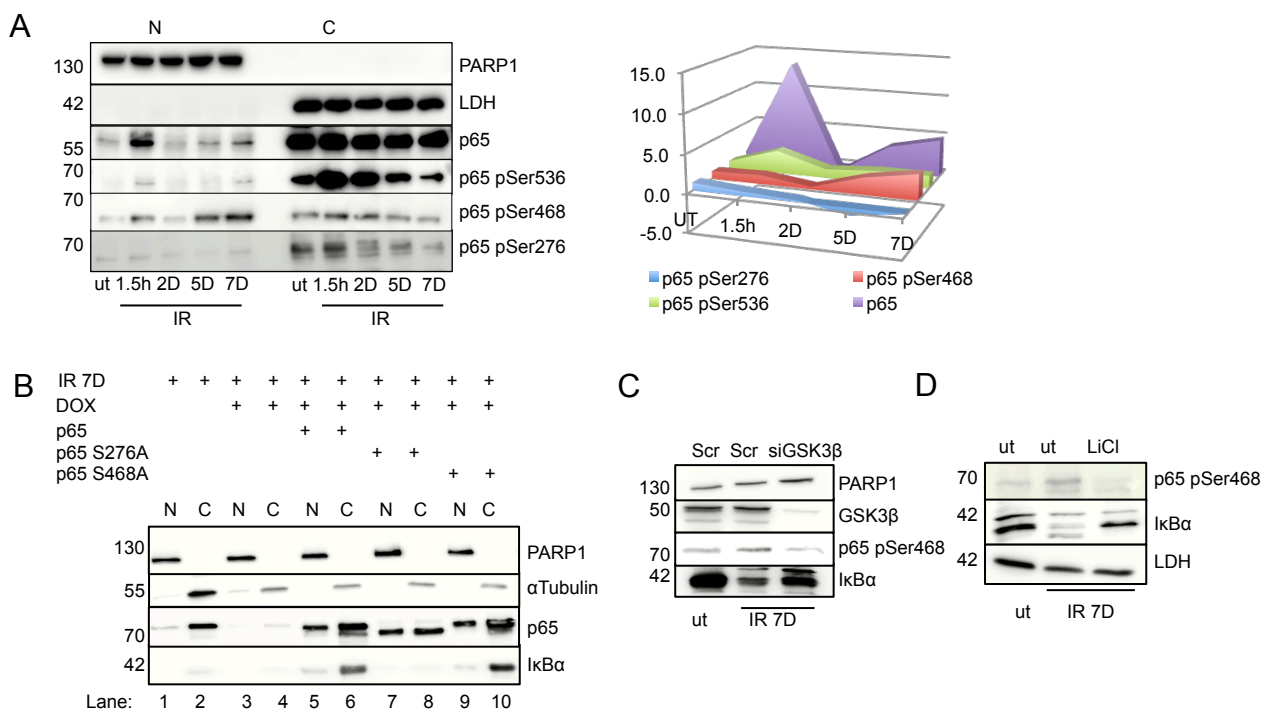 A
N C
130 PARP1
42 LDH
55 p65
70 p65 pSer536
70 p65 pSer468
70 p65 pSer276
ut 1.5h 2D 5D 7D ut 1.5h 2D 5D 7D
IR IR
15.0
10.0
5.0
0.0
-5.0
UT 1.5h 2D 5D 7D
p65 pSer276 p65 pSer468
p65 pSer536 p65
B
IR 7D + + + + + + + + + +
DOX + + + + + + + +
p65 + +
p65 S276A + +
p65 S468A + +
N C N C N C N C N C
130 PARP1
55 αTubulin
70 p65
42 IκBα
Lane: 1 2 3 4 5 6 7 8 9 10
C
Scr Scr siGSK3β
130 PARP1
50 GSK3β
70 p65 pSer468
42 IκBα
ut IR 7D
D
ut ut LiCl
70 p65 pSer468
42 IκBα
42 LDH
ut IR 7D